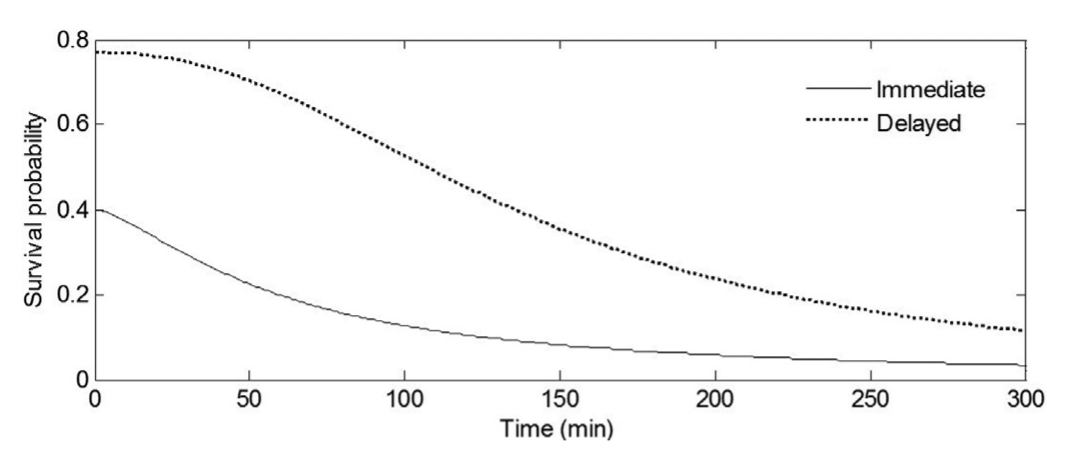 0.8
0.6
0.4
0.2
0
Survival probability
Immediate
Delayed
0 50 100 150 200 250 300
Time (min)